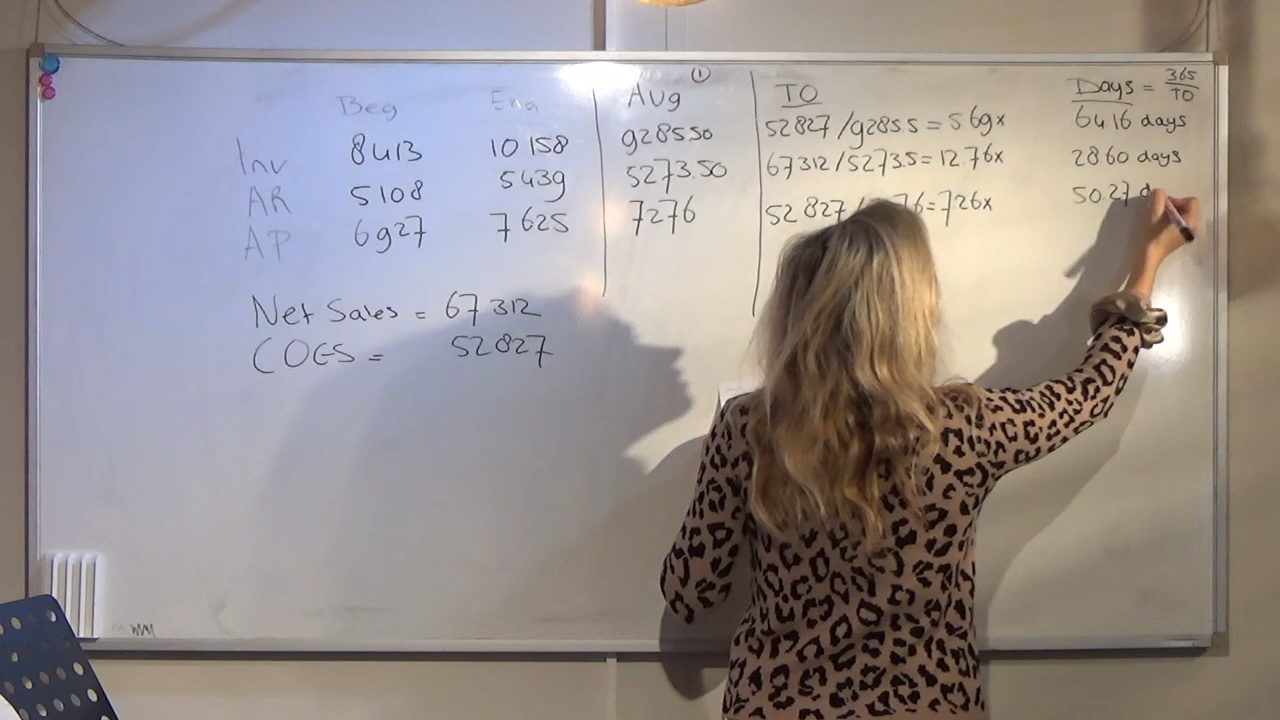 Beg End Avg ① TO Days = 365/TO
Inv 8413 10158 9285.50 52827/9285.5 = 5.69x 64.16 days
AR 5108 5439 5273.50 67312/5273.5 = 12.76x 28.60 days
AP 6927 7625 7276 52827/ 76 = 7.26x 50.27 d
Net Sales = 67312
COGS = 52827